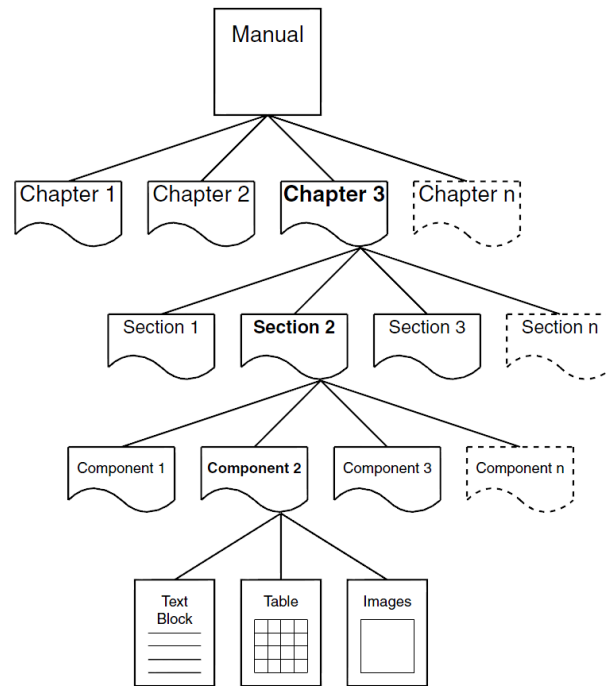 Manual
Chapter 1
Chapter 2
Chapter 3
Chapter n
Section 1
Section 2
Section 3
Section n
Component 1
Component 2
Component 3
Component n
Text
Block
Table
Images